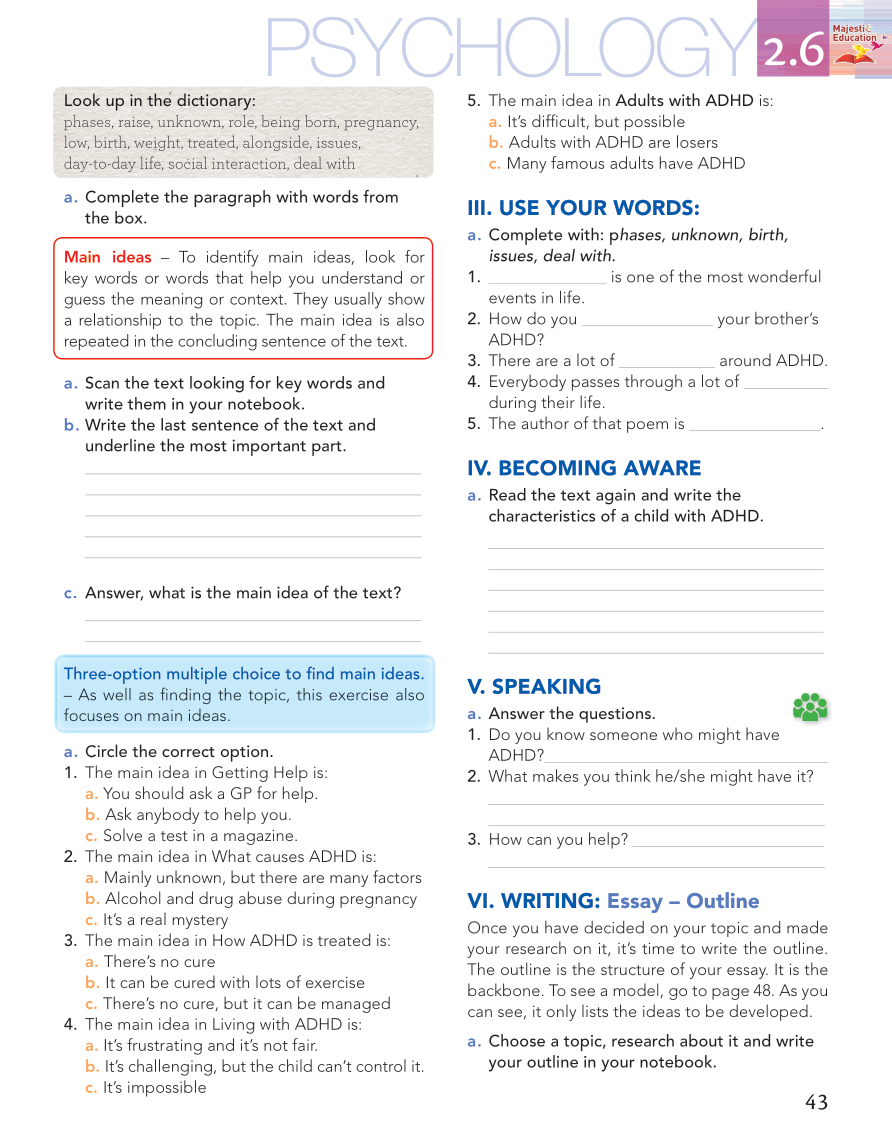 PSYCHOLOGY
2.6
Majestic
Education
Look up in the dictionary:
phases, raise, unknown, role, being born, pregnancy,
low, birth, weight, treated, alongside, issues,
day-to-day life, social interaction, deal with
a. Complete the paragraph with words from
the box.
Main ideas – To identify main ideas, look for
key words or words that help you understand or
guess the meaning or context. They usually show
a relationship to the topic. The main idea is also
repeated in the concluding sentence of the text.
a. Scan the text looking for key words and
write them in your notebook.
b. Write the last sentence of the text and
underline the most important part.
c. Answer, what is the main idea of the text?
Three-option multiple choice to find main ideas.
– As well as finding the topic, this exercise also
focuses on main ideas.
a. Circle the correct option.
1. The main idea in Getting Help is:
a. You should ask a GP for help.
b. Ask anybody to help you.
c. Solve a test in a magazine.
2. The main idea in What causes ADHD is:
a. Mainly unknown, but there are many factors
b. Alcohol and drug abuse during pregnancy
c. It's a real mystery
3. The main idea in How ADHD is treated is:
a. There's no cure
b. It can be cured with lots of exercise
c. There's no cure, but it can be managed
4. The main idea in Living with ADHD is:
a. It's frustrating and it's not fair.
b. It's challenging, but the child can't control it.
c. It's impossible
5. The main idea in Adults with ADHD is:
a. It's difficult, but possible
b. Adults with ADHD are losers
c. Many famous adults have ADHD
III. USE YOUR WORDS:
a. Complete with: phases, unknown, birth,
issues, deal with.
1. _____________ is one of the most wonderful
events in life.
2. How do you _______________ your brother's
ADHD?
3. There are a lot of ___________ around ADHD.
4. Everybody passes through a lot of __________
during their life.
5. The author of that poem is _______________.
IV. BECOMING AWARE
a. Read the text again and write the
characteristics of a child with ADHD.
V. SPEAKING
a. Answer the questions.
1. Do you know someone who might have
ADHD?________________________________
2. What makes you think he/she might have it?
3. How can you help? ______________________
VI. WRITING: Essay – Outline
Once you have decided on your topic and made
your research on it, it's time to write the outline.
The outline is the structure of your essay. It is the
backbone. To see a model, go to page 48. As you
can see, it only lists the ideas to be developed.
a. Choose a topic, research about it and write
your outline in your notebook.
43